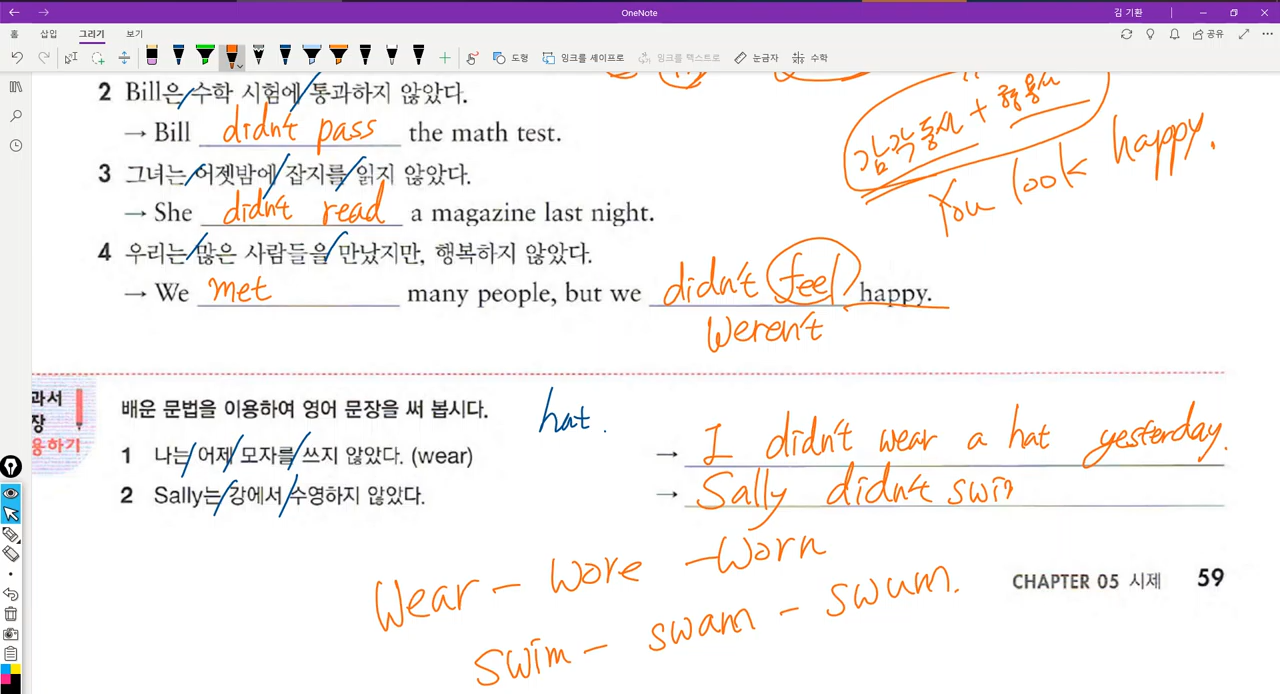 OneNote
김 기환
홈 삽입 그리기 보기
공유
도형 잉크를 셰이프로 잉크를 텍스트로 눈금자 수학
2 Bill은 수학 시험에 통과하지 않았다.
→ Bill didn't pass the math test.
감각동사 + 형용사
You look happy.
3 그녀는 어젯밤에 잡지를 읽지 않았다.
→ She didn't read a magazine last night.
4 우리는 많은 사람들을 만났지만, 행복하지 않았다.
→ We met many people, but we didn't feel happy.
weren't
과서
장
용하기
배운 문법을 이용하여 영어 문장을 써 봅시다.
hat.
1 나는 어제 모자를 쓰지 않았다. (wear)
→ I didn't wear a hat yesterday.
2 Sally는 강에서 수영하지 않았다.
→ Sally didn't swi
Wear - wore - worn
swim - swam - swum.
CHAPTER 05 시제 59